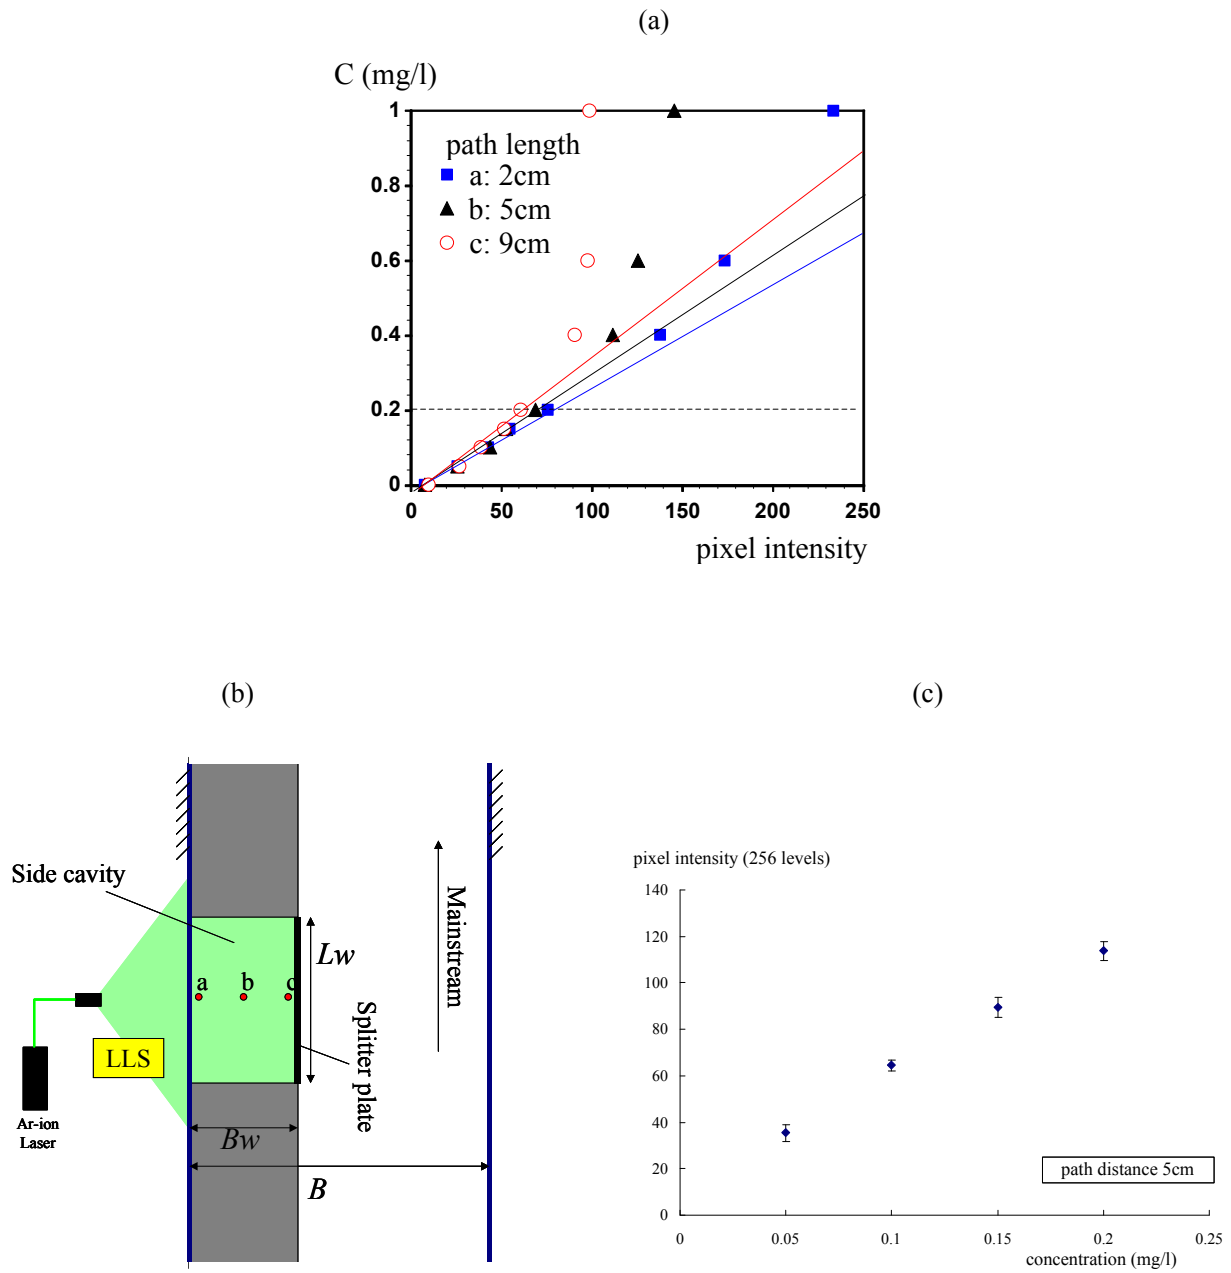 (a)
C (mg/l)
1
0.8
0.6
0.4
0.2
0
path length
a: 2cm
b: 5cm
c: 9cm
0 50 100 150 200 250
pixel intensity
(b)
Side cavity
a b c
Lw
Mainstream
Splitter plate
LLS
Ar-ion
Laser
Bw
B
(c)
pixel intensity (256 levels)
140
120
100
80
60
40
20
0
path distance 5cm
0 0.05 0.1 0.15 0.2 0.25
concentration (mg/l)